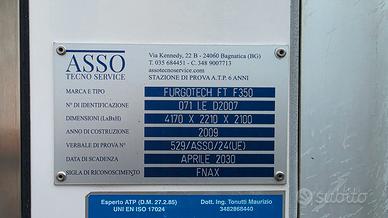 ASSO
TECNO SERVICE
Via Kennedy, 22 B - 24060 Bagnatica (BG)
T. 035 684451 - C. 348 9007713
assotecnoservice.com
STAZIONE DI PROVA A.T.P. 6 ANNI
MARCA E TIPO FURGOTECH FT F350
N° DI IDENTIFICAZIONE 071 LE D2007
DIMENSIONI (LxBxH) 4170 X 2210 X 2100
ANNO DI COSTRUZIONE 2009
VERBALE DI PROVA N° 529/ASSO/24(UE)
DATA DI SCADENZA APRILE 2030
SIGLA DI RICONOSCIMENTO FNAX
Esperto ATP (D.M. 27.2.85)
UNI EN ISO 17024
Dott. Ing. Tonutti Maurizio
3482868440
subito